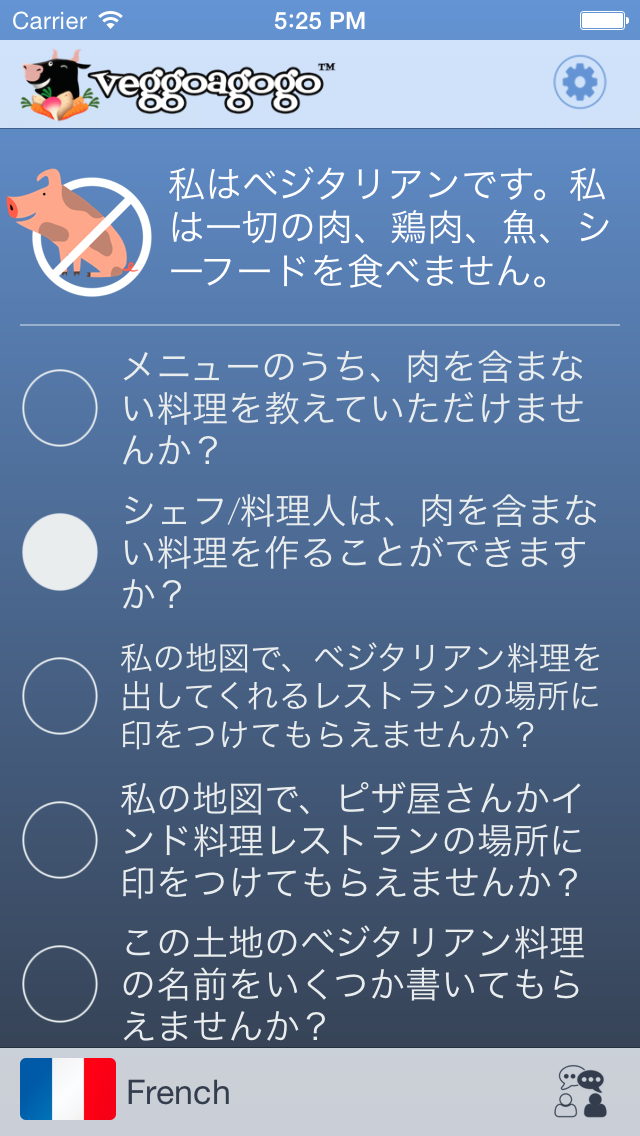 Carrier 5:25 PM
veggoagogo™
私はベジタリアンです。私
は一切の肉、鶏肉、魚、シ
ーフードを食べません。
メニューのうち、肉を含まな
い料理を教えていただけませ
んか？
シェフ/料理人は、肉を含まな
い料理を作ることができます
か？
私の地図で、ベジタリアン料理を
出してくれるレストランの場所に
印をつけてもらえませんか？
私の地図で、ピザ屋さんかイ
ンド料理レストランの場所に
印をつけてもらえませんか？
この土地のベジタリアン料理
の名前をいくつか書いてもら
えませんか？
French